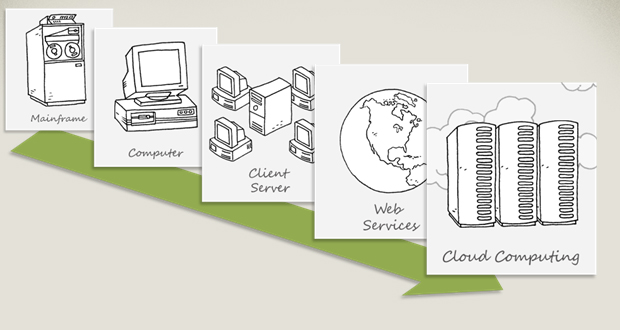 Mainframe
Computer
Client
Server
Web
Services
Cloud Computing